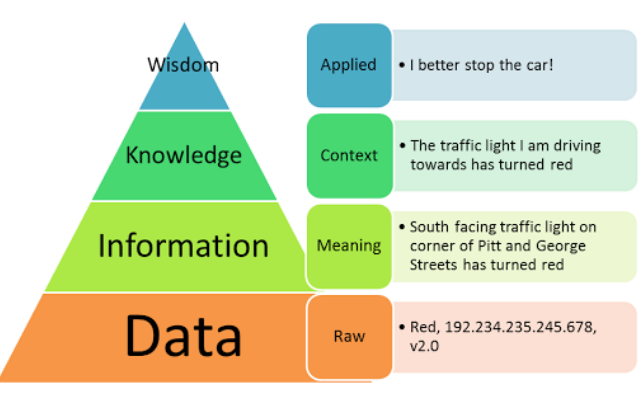 Wisdom
Applied
• I better stop the car!
Knowledge
Context
• The traffic light I am driving
towards has turned red
Information
Meaning
• South facing traffic light on
corner of Pitt and George
Streets has turned red
Data
Raw
• Red, 192.234.235.245.678,
v2.0